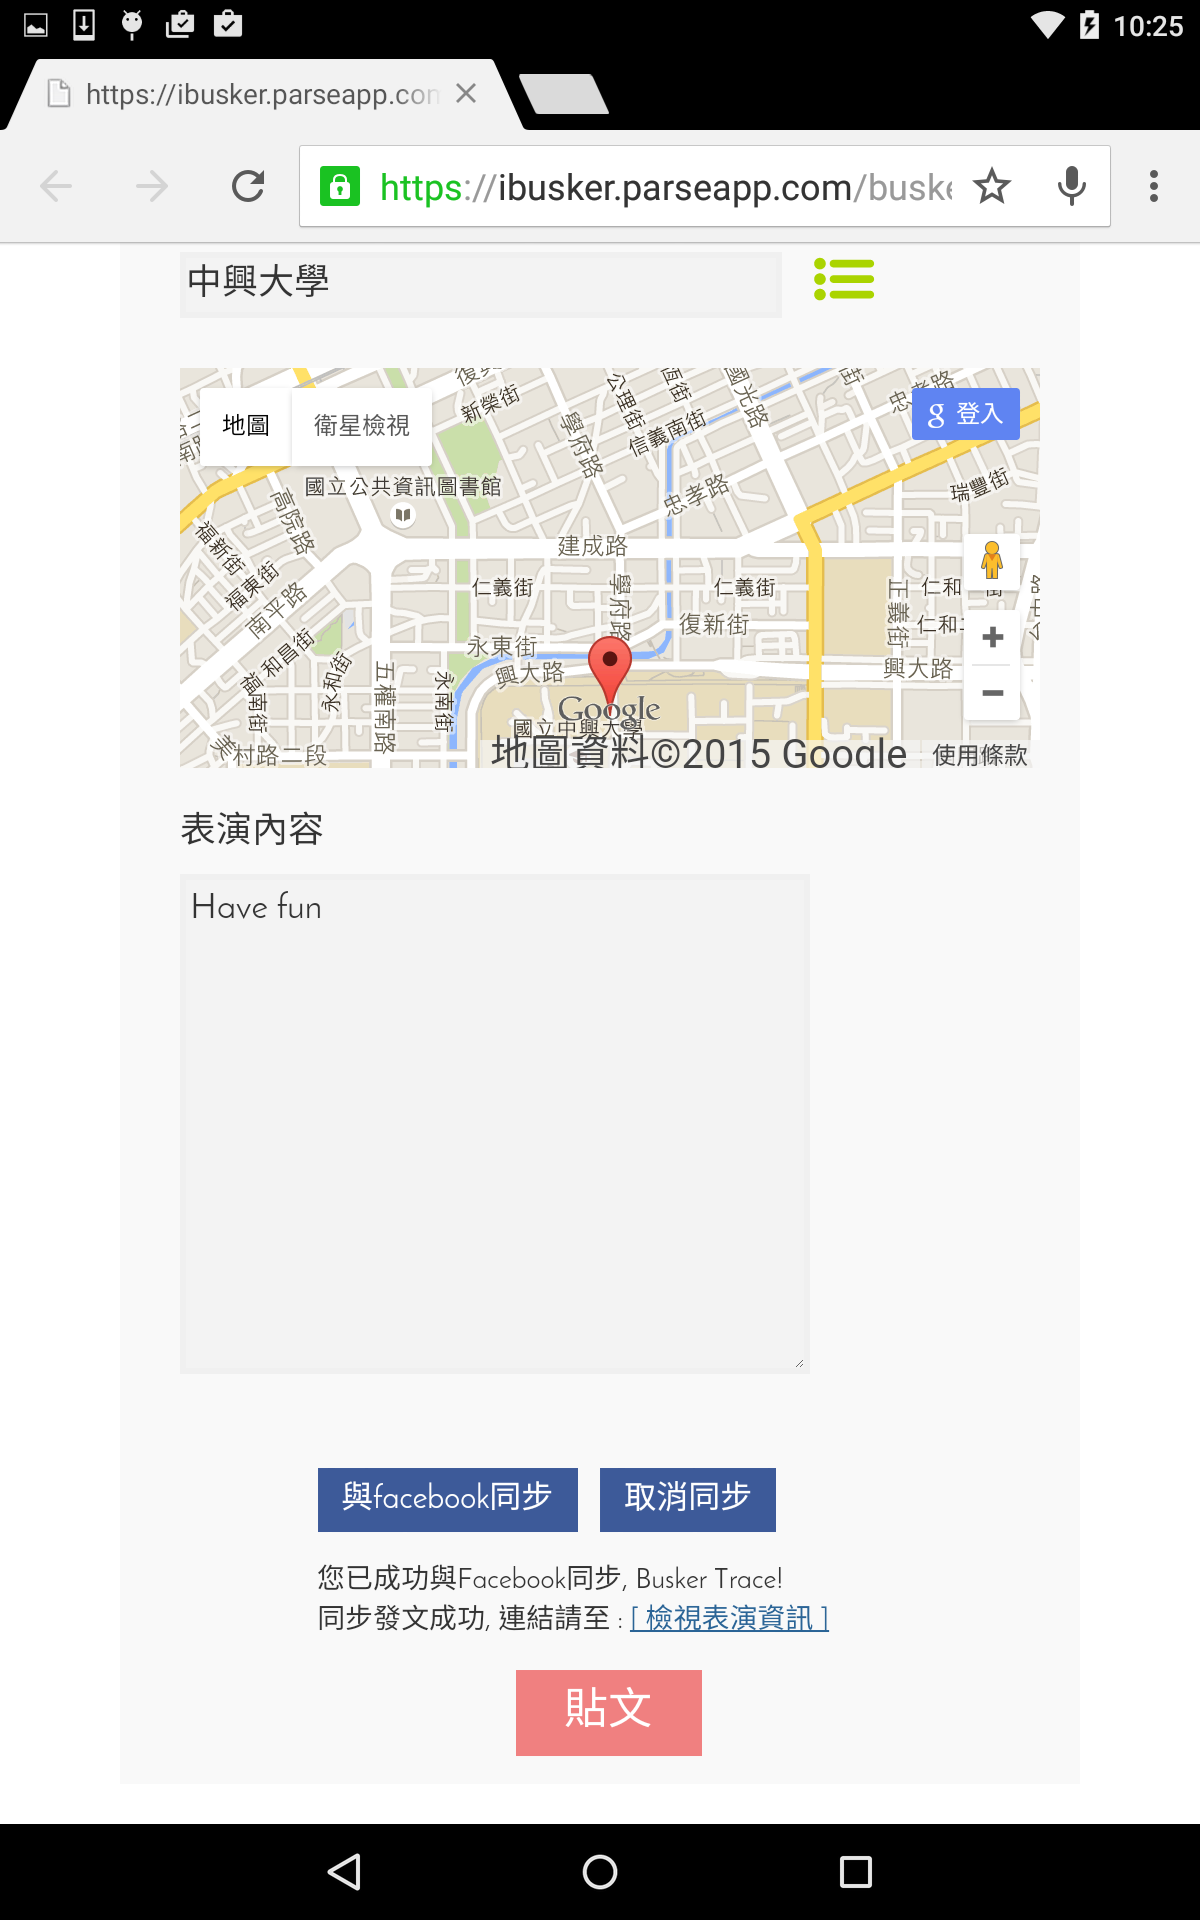 10:25
https://ibusker.parseapp.com
https://ibusker.parseapp.com/buske
中興大學
地圖
衛星檢視
g 登入
新榮街
公理街
國光路
學府路
信義南街
忠孝路
國立公共資訊圖書館
忠孝路
瑞豐街
高院路
福新街
福東街
南平路
建成路
仁義街
學府路
仁義街
復新街
正義街
仁和
街
永東街
興大路
興大路
和昌街
永和街
五權南路
永南街
南街
Google
國立中興大學
村路二段
地圖資料©2015 Google
使用條款
表演內容
Have fun
與facebook同步
取消同步
您已成功與Facebook同步, Busker Trace!
同步發文成功, 連結請至 : [ 檢視表演資訊 ]
貼文